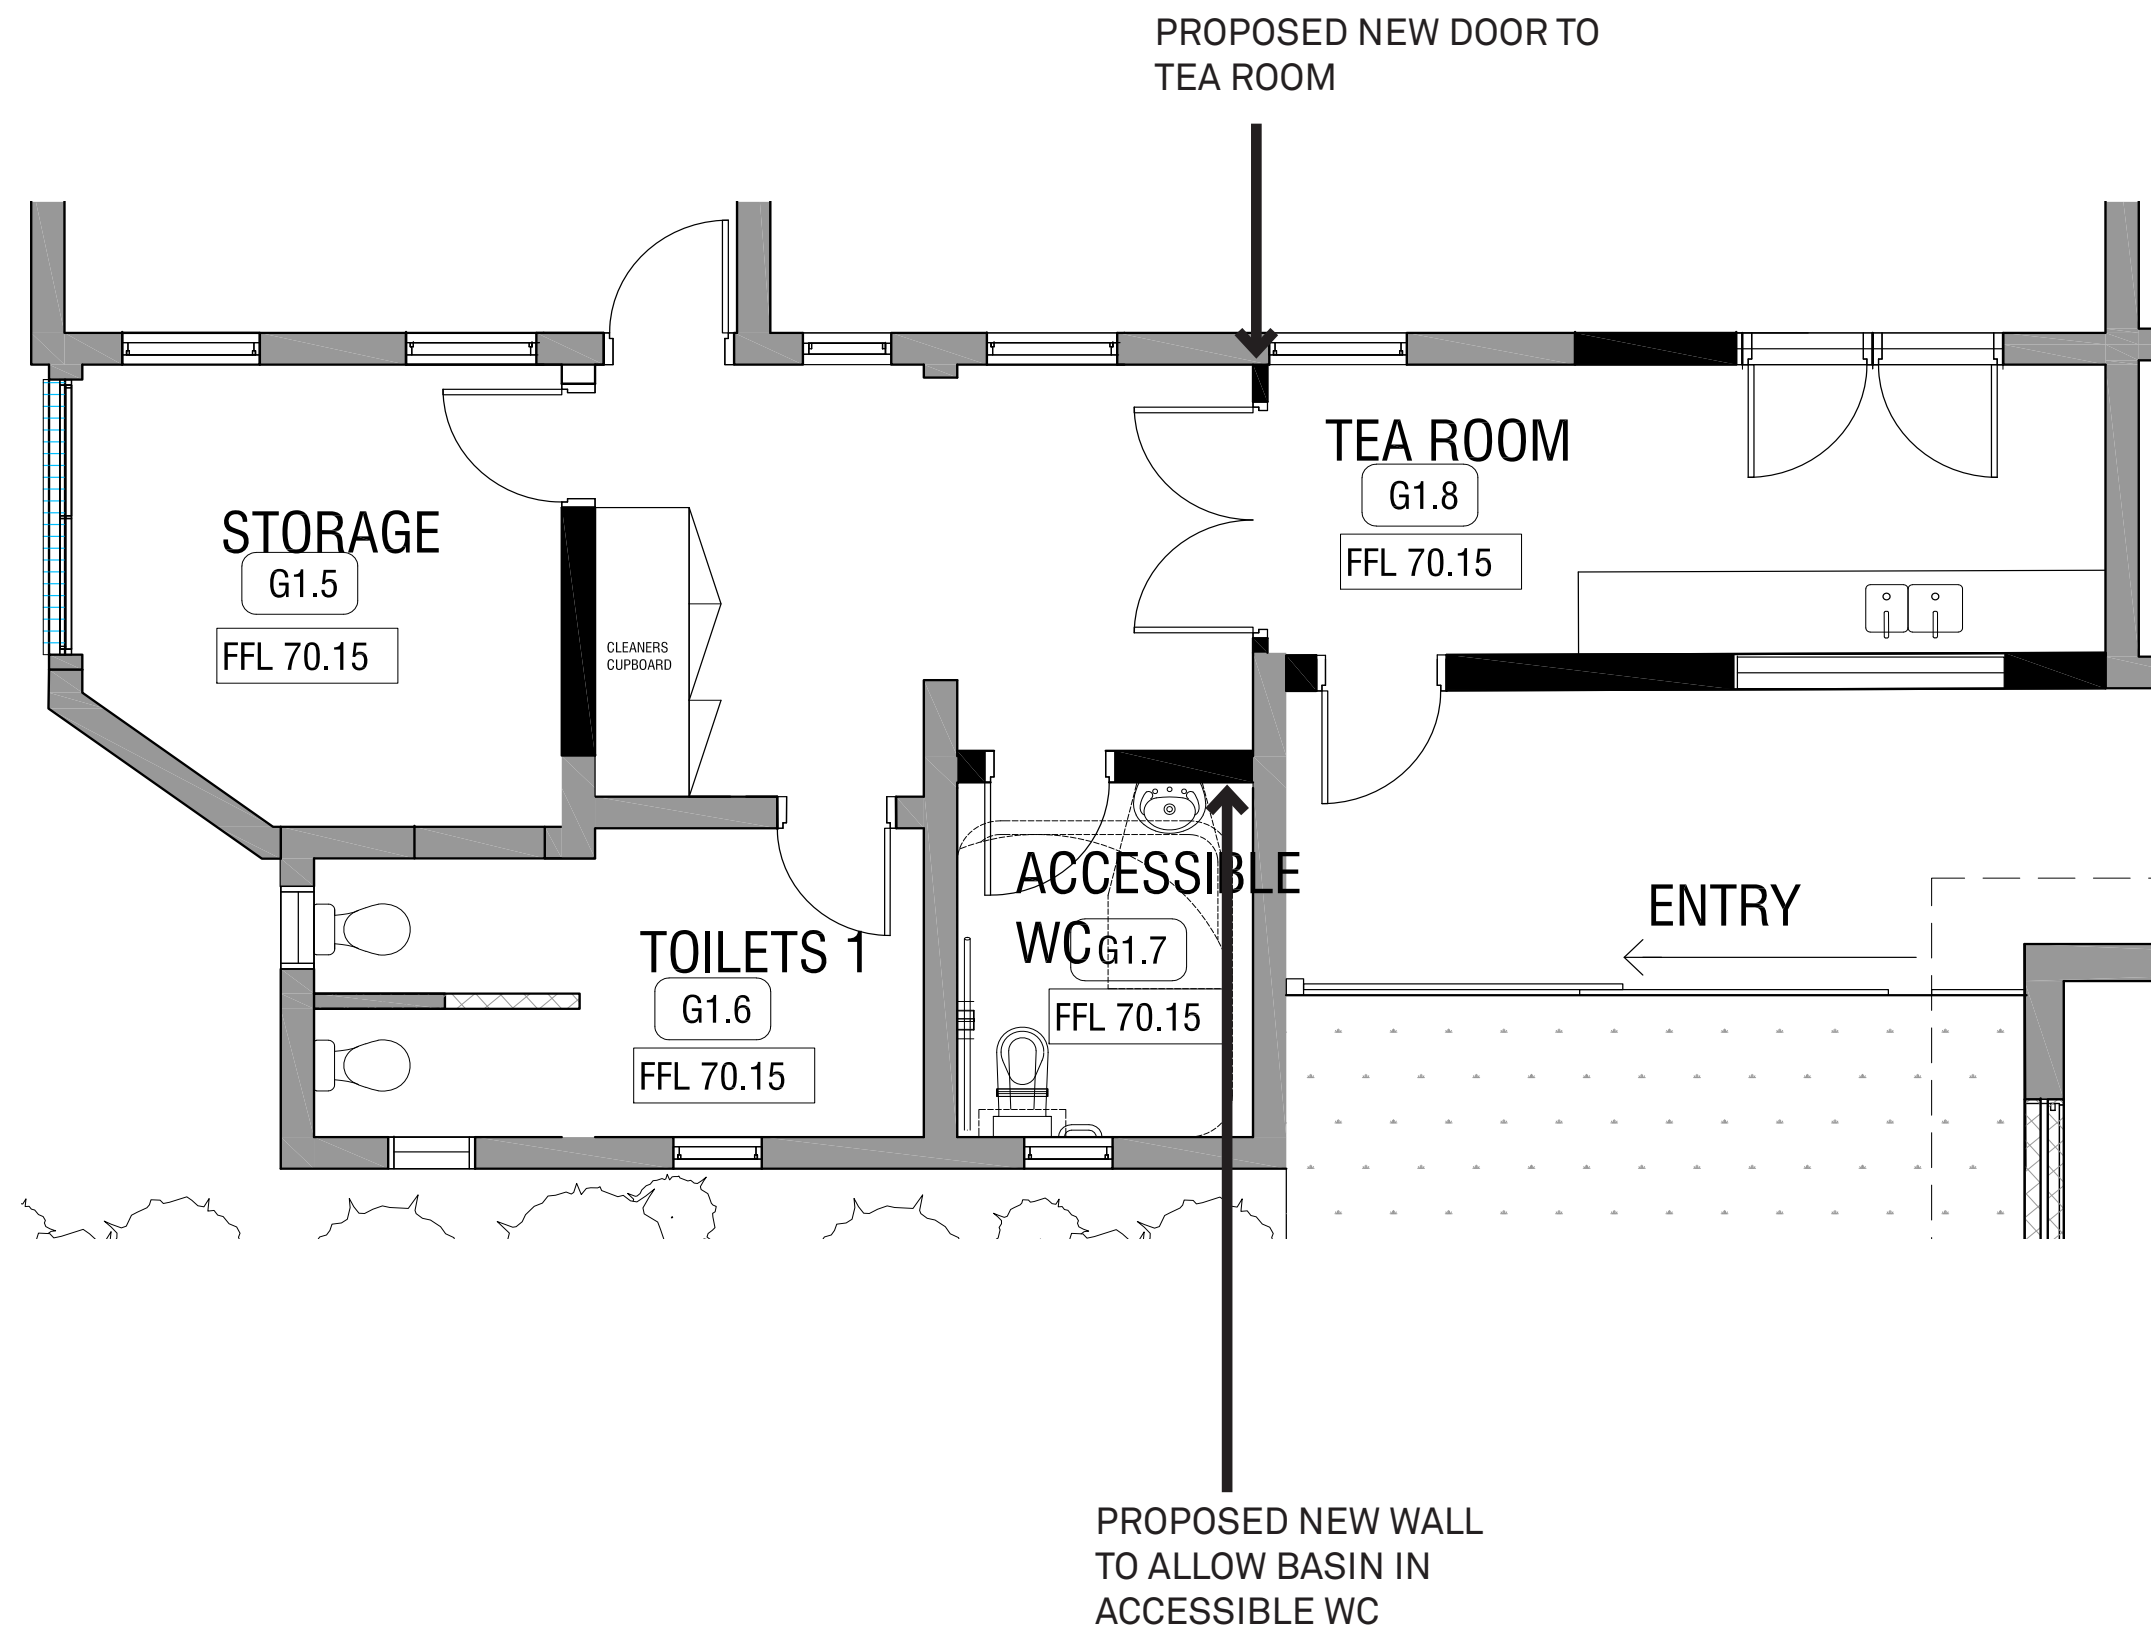 PROPOSED NEW DOOR TO
TEA ROOM
TEA ROOM
G1.8
FFL 70.15
STORAGE
G1.5
FFL 70.15
CLEANERS
CUPBOARD
ACCESSIBLE
WC
G1.7
FFL 70.15
ENTRY
TOILETS 1
G1.6
FFL 70.15
PROPOSED NEW WALL
TO ALLOW BASIN IN
ACCESSIBLE WC